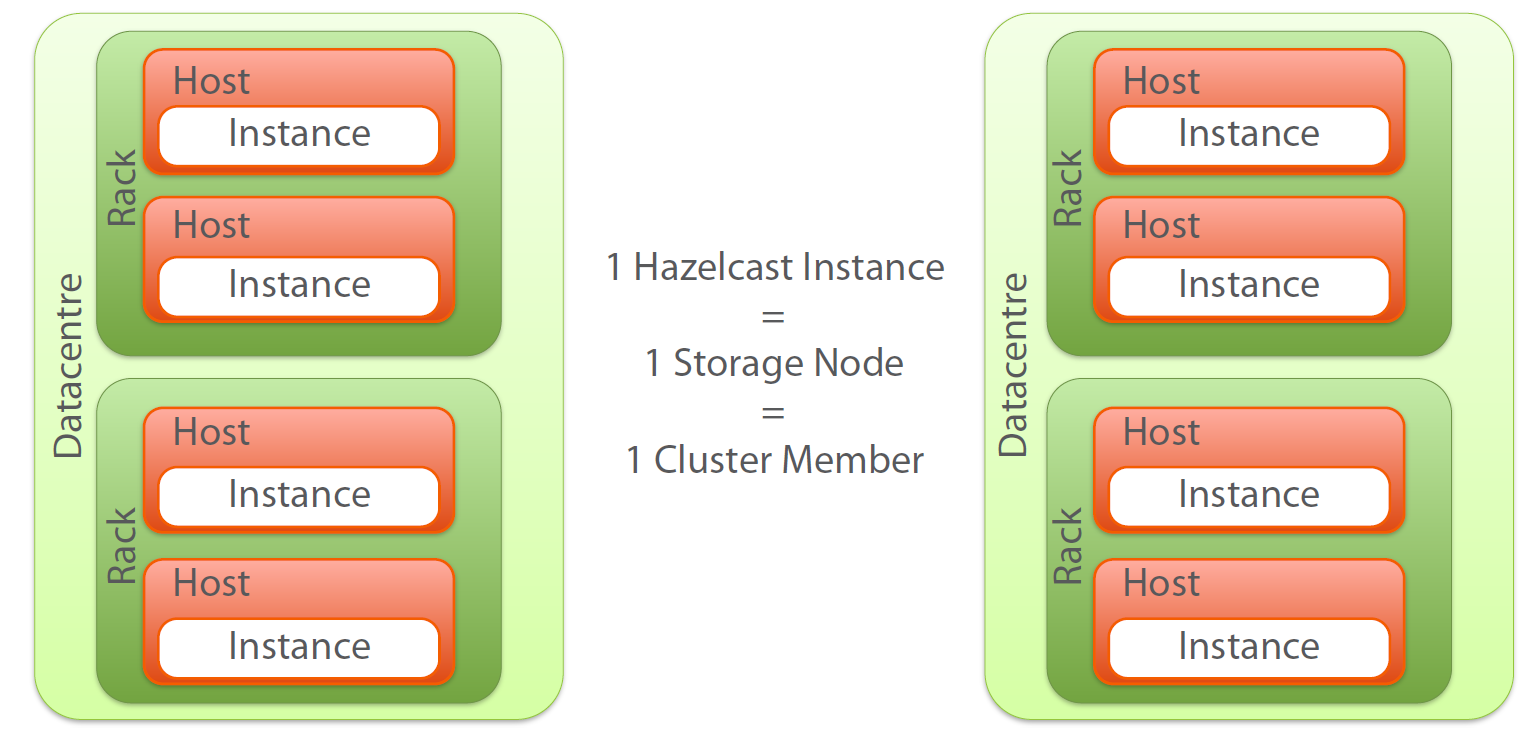 Datacentre
Rack
Host
Instance
Host
Instance
Rack
Host
Instance
Host
Instance
1 Hazelcast Instance
=
1 Storage Node
=
1 Cluster Member
Datacentre
Rack
Host
Instance
Host
Instance
Rack
Host
Instance
Host
Instance